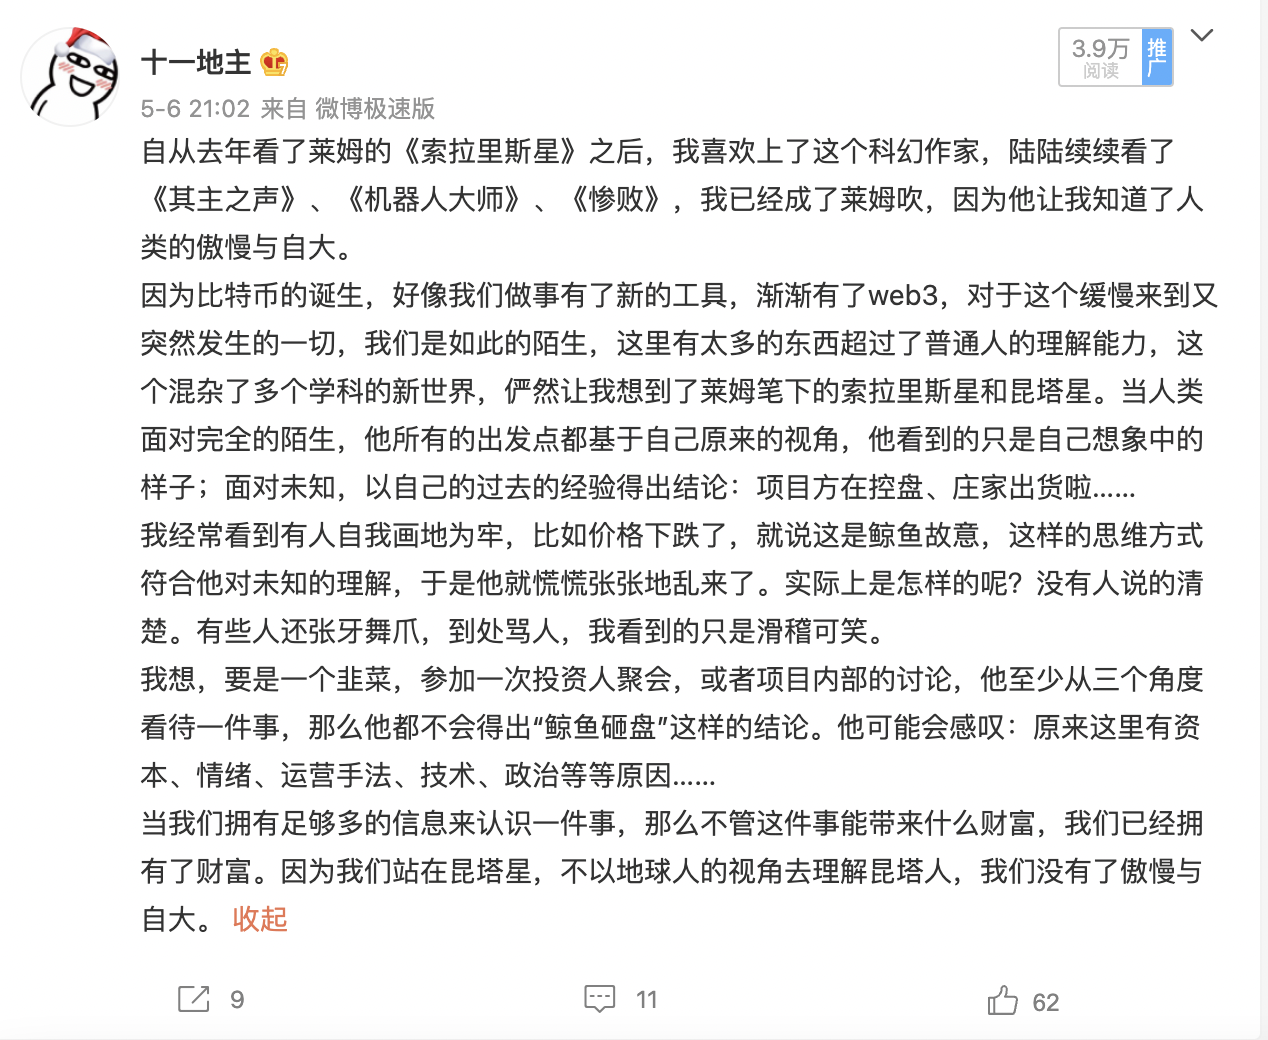 十一地主
3.9万
阅读
推广
5-6 21:02 来自 微博极速版
自从去年看了莱姆的《索拉里斯星》之后，我喜欢上了这个科幻作家，陆陆续续看了
《其主之声》、《机器人大师》、《惨败》，我已经成了莱姆吹，因为他让我知道了人
类的傲慢与自大。
因为比特币的诞生，好像我们做事有了新的工具，渐渐有了web3，对于这个缓慢来到又
突然发生的一切，我们是如此的陌生，这里有太多的东西超过了普通人的理解能力，这
个混杂了多个学科的新世界，俨然让我想到了莱姆笔下的索拉里斯星和昆塔星。当人类
面对完全的陌生，他所有的出发点都基于自己原来的视角，他看到的只是自己想象中的
样子；面对未知，以自己的过去的经验得出结论：项目方在控盘、庄家出货啦......
我经常看到有人自我画地为牢，比如价格下跌了，就说这是鲸鱼故意，这样的思维方式
符合他对未知的理解，于是他就慌慌张张地乱来了。实际上是怎样的呢？没有人说的清
楚。有些人还张牙舞爪，到处骂人，我看到的只是滑稽可笑。
我想，要是一个韭菜，参加一次投资人聚会，或者项目内部的讨论，他至少从三个角度
看待一件事，那么他都不会得出“鲸鱼砸盘”这样的结论。他可能会感叹：原来这里有资
本、情绪、运营手法、技术、政治等等原因......
当我们拥有足够多的信息来认识一件事，那么不管这件事能带来什么财富，我们已经拥
有了财富。因为我们站在昆塔星，不以地球人的视角去理解昆塔人，我们没有了傲慢与
自大。 收起
9
11
62